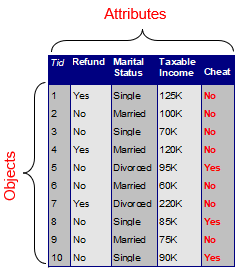 Attributes
Tid Refund Marital Status Taxable Income Cheat
1 Yes Single 125K No
2 No Married 100K No
3 No Single 70K No
4 Yes Married 120K No
5 No Divorced 95K Yes
6 No Married 60K No
7 Yes Divorced 220K No
8 No Single 85K Yes
9 No Married 75K No
10 No Single 90K Yes
Objects